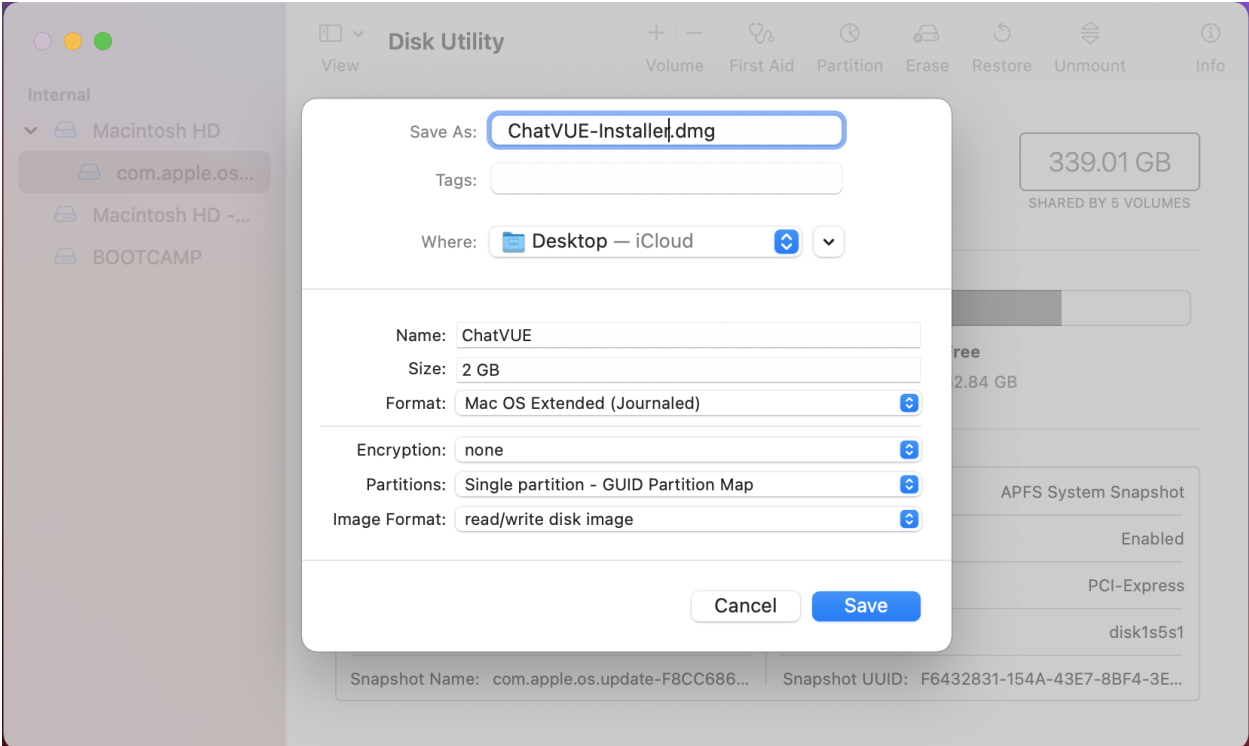 Disk Utility
View
Volume
First Aid
Partition
Erase
Restore
Unmount
Info
Internal
Macintosh HD
com.apple.os...
Macintosh HD -...
BOOTCAMP
Save As: ChatVUE-Installer.dmg
Tags:
Where: Desktop — iCloud
Name: ChatVUE
Size: 2 GB
Format: Mac OS Extended (Journaled)
Encryption: none
Partitions: Single partition - GUID Partition Map
Image Format: read/write disk image
Cancel
Save
339.01 GB
SHARED BY 5 VOLUMES
ree
2.84 GB
APFS System Snapshot
Enabled
PCI-Express
disk1s5s1
Snapshot Name: com.apple.os.update-F8CC686...
Snapshot UUID: F6432831-154A-43E7-8BF4-3E...